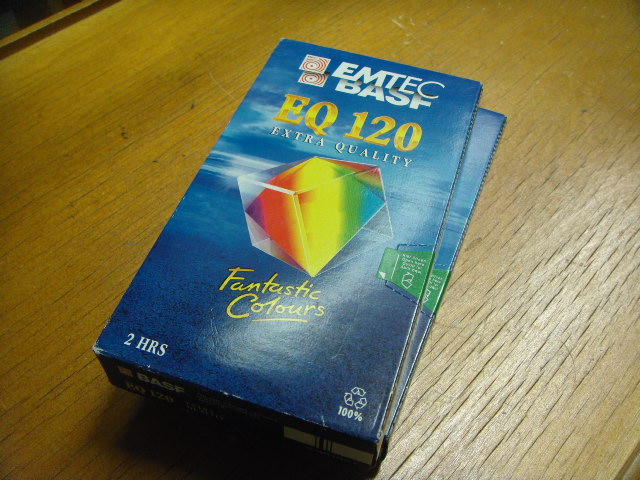 EMTEC
BASF
EQ 120
EXTRA QUALITY
Fantastic
Colours
2 HRS
100%
BASF
EQ 120